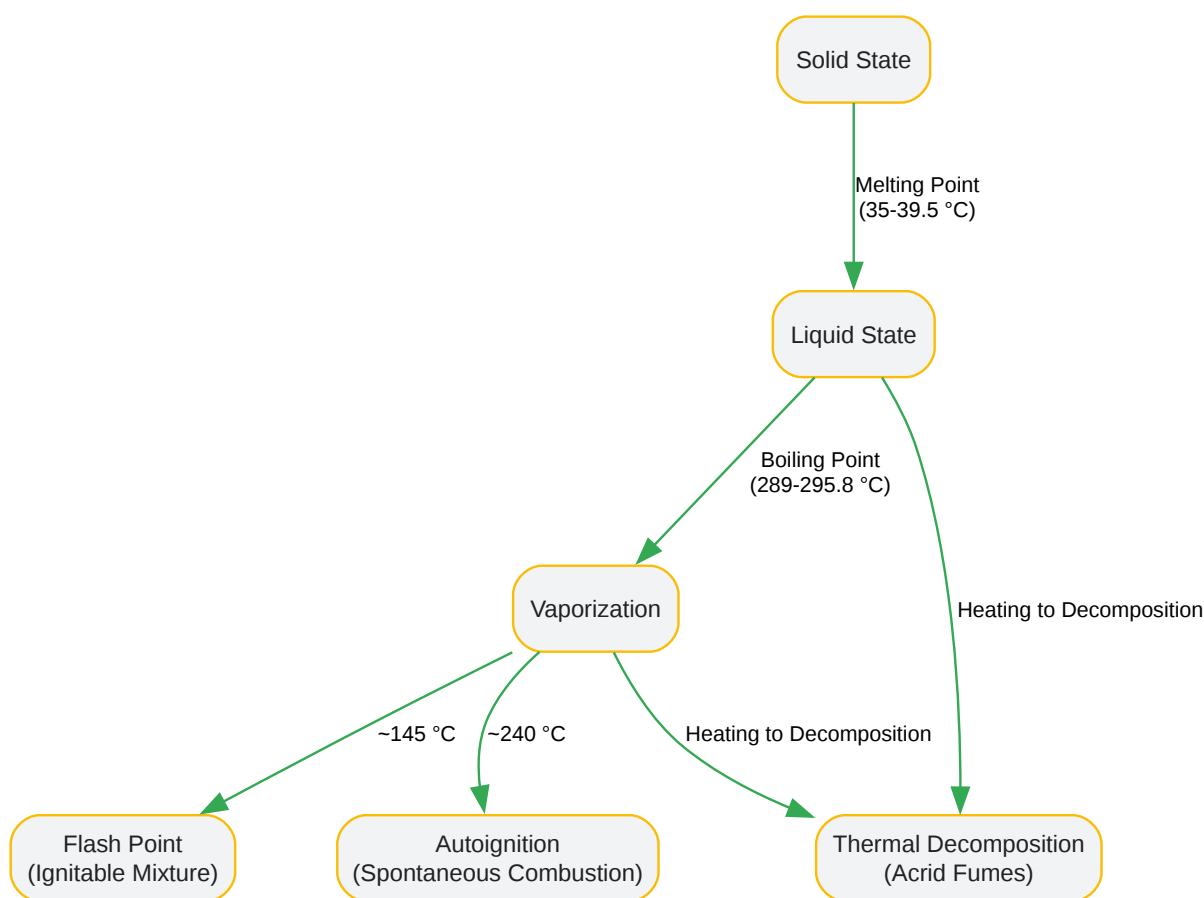 Solid State
Melting Point
(35-39.5 °C)
Liquid State
Boiling Point
(289-295.8 °C)
Vaporization
Heating to Decomposition
~145 °C
~240 °C
Heating to Decomposition
Flash Point
(Ignitable Mixture)
Autoignition
(Spontaneous Combustion)
Thermal Decomposition
(Acrid Fumes)